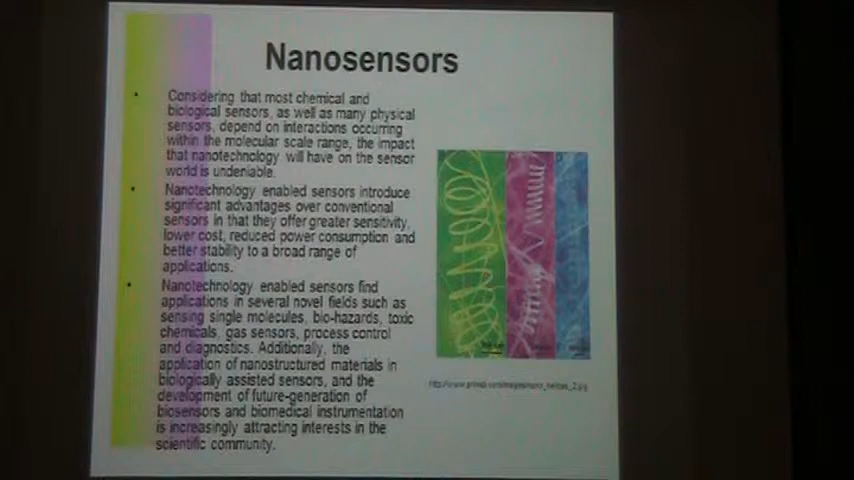 Nanosensors
• Considering that most chemical and
biological sensors, as well as many physical
sensors, depend on interactions occurring
within the molecular scale range, the impact
that nanotechnology will have on the sensor
world is undeniable.
• Nanotechnology enabled sensors introduce
significant advantages over conventional
sensors in that they offer greater sensitivity,
lower cost, reduced power consumption and
better stability to a broad range of
applications.
• Nanotechnology enabled sensors find
applications in several novel fields such as
sensing single molecules, bio-hazards, toxic
chemicals, gas sensors, process control
and diagnostics. Additionally, the
application of nanostructured materials in
biologically assisted sensors, and the
development of future-generation of
biosensors and biomedical instrumentation
is increasingly attracting interests in the
scientific community.